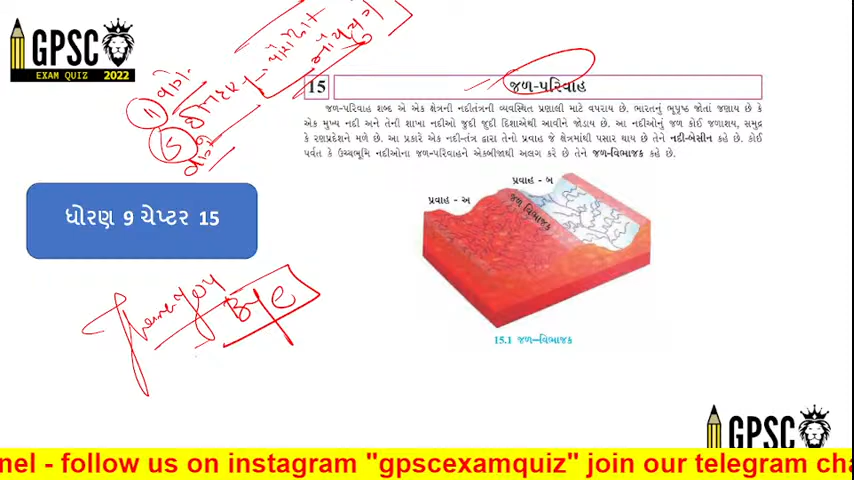 GPSC
EXAM QUIZ 2022
15 જળ-પરિવાહ
જળ-પરિવાહ શબ્દ એ એક ક્ષેત્રની નદીતંત્રની વ્યવસ્થિત પ્રણાલી માટે વપરાય છે. ભારતનું ભૂપૃષ્ઠ જોતાં જણાય છે કે
એક મુખ્ય નદી અને તેની શાખા નદીઓ જુદી જુદી દિશાએથી આવીને જોડાય છે. આ નદીઓનું જળ કોઈ જળાશય, સમુદ્ર
કે રણપ્રદેશને મળે છે. આ પ્રકારે એક નદી-તંત્ર દ્વારા તેનો પ્રવાહ જે ક્ષેત્રમાંથી પસાર થાય છે તેને નદી-બેસીન કહે છે. કોઈ
પર્વત કે ઉચ્ચભૂમિ નદીઓના જળ-પરિવાહને એકબીજાથી અલગ કરે છે તેને જળ-વિભાજક કહે છે.
ધોરણ 9 ચેપ્ટર 15
પ્રવાહ - બ
પ્રવાહ - અ
જળ વિભાજક
Bye
15.1 જળ–વિભાજક
GPSC
nel - follow us on instagram "gpscexamquiz" join our telegram cha